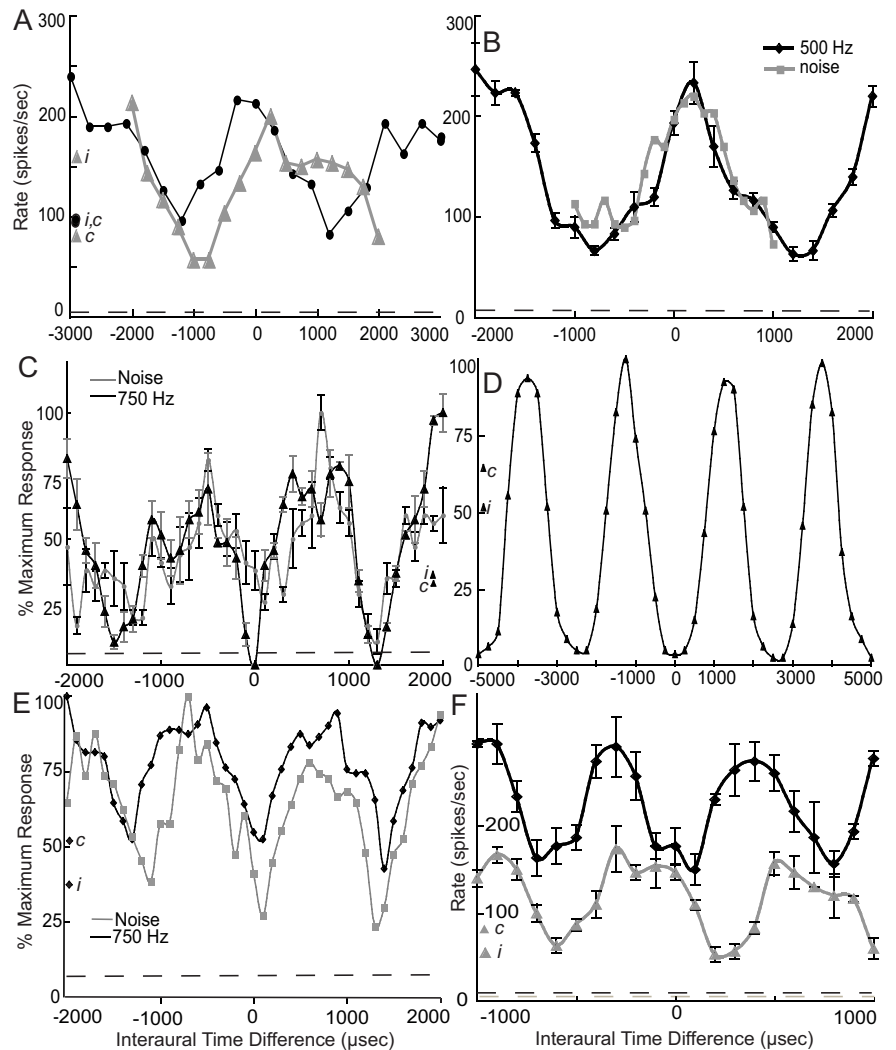 A
300
200
100
0
Rate (spikes/sec)
i
i,c
c
-3000
-2000
-1000
0
1000
2000
3000
B
300
200
100
0
500 Hz
noise
-2000
-1000
0
1000
2000
C
Noise
750 Hz
100
75
50
25
% Maximum Response
i
c
-2000
-1000
0
1000
2000
D
100
75
50
25
0
c
i
-5000
-3000
-1000
0
1000
3000
5000
E
100
75
50
25
0
% Maximum Response
c
i
Noise
750 Hz
-2000
-1000
0
1000
2000
Interaural Time Difference (µsec)
F
200
100
0
Rate (spikes/sec)
c
i
-1000
0
1000
Interaural Time Difference (µsec)